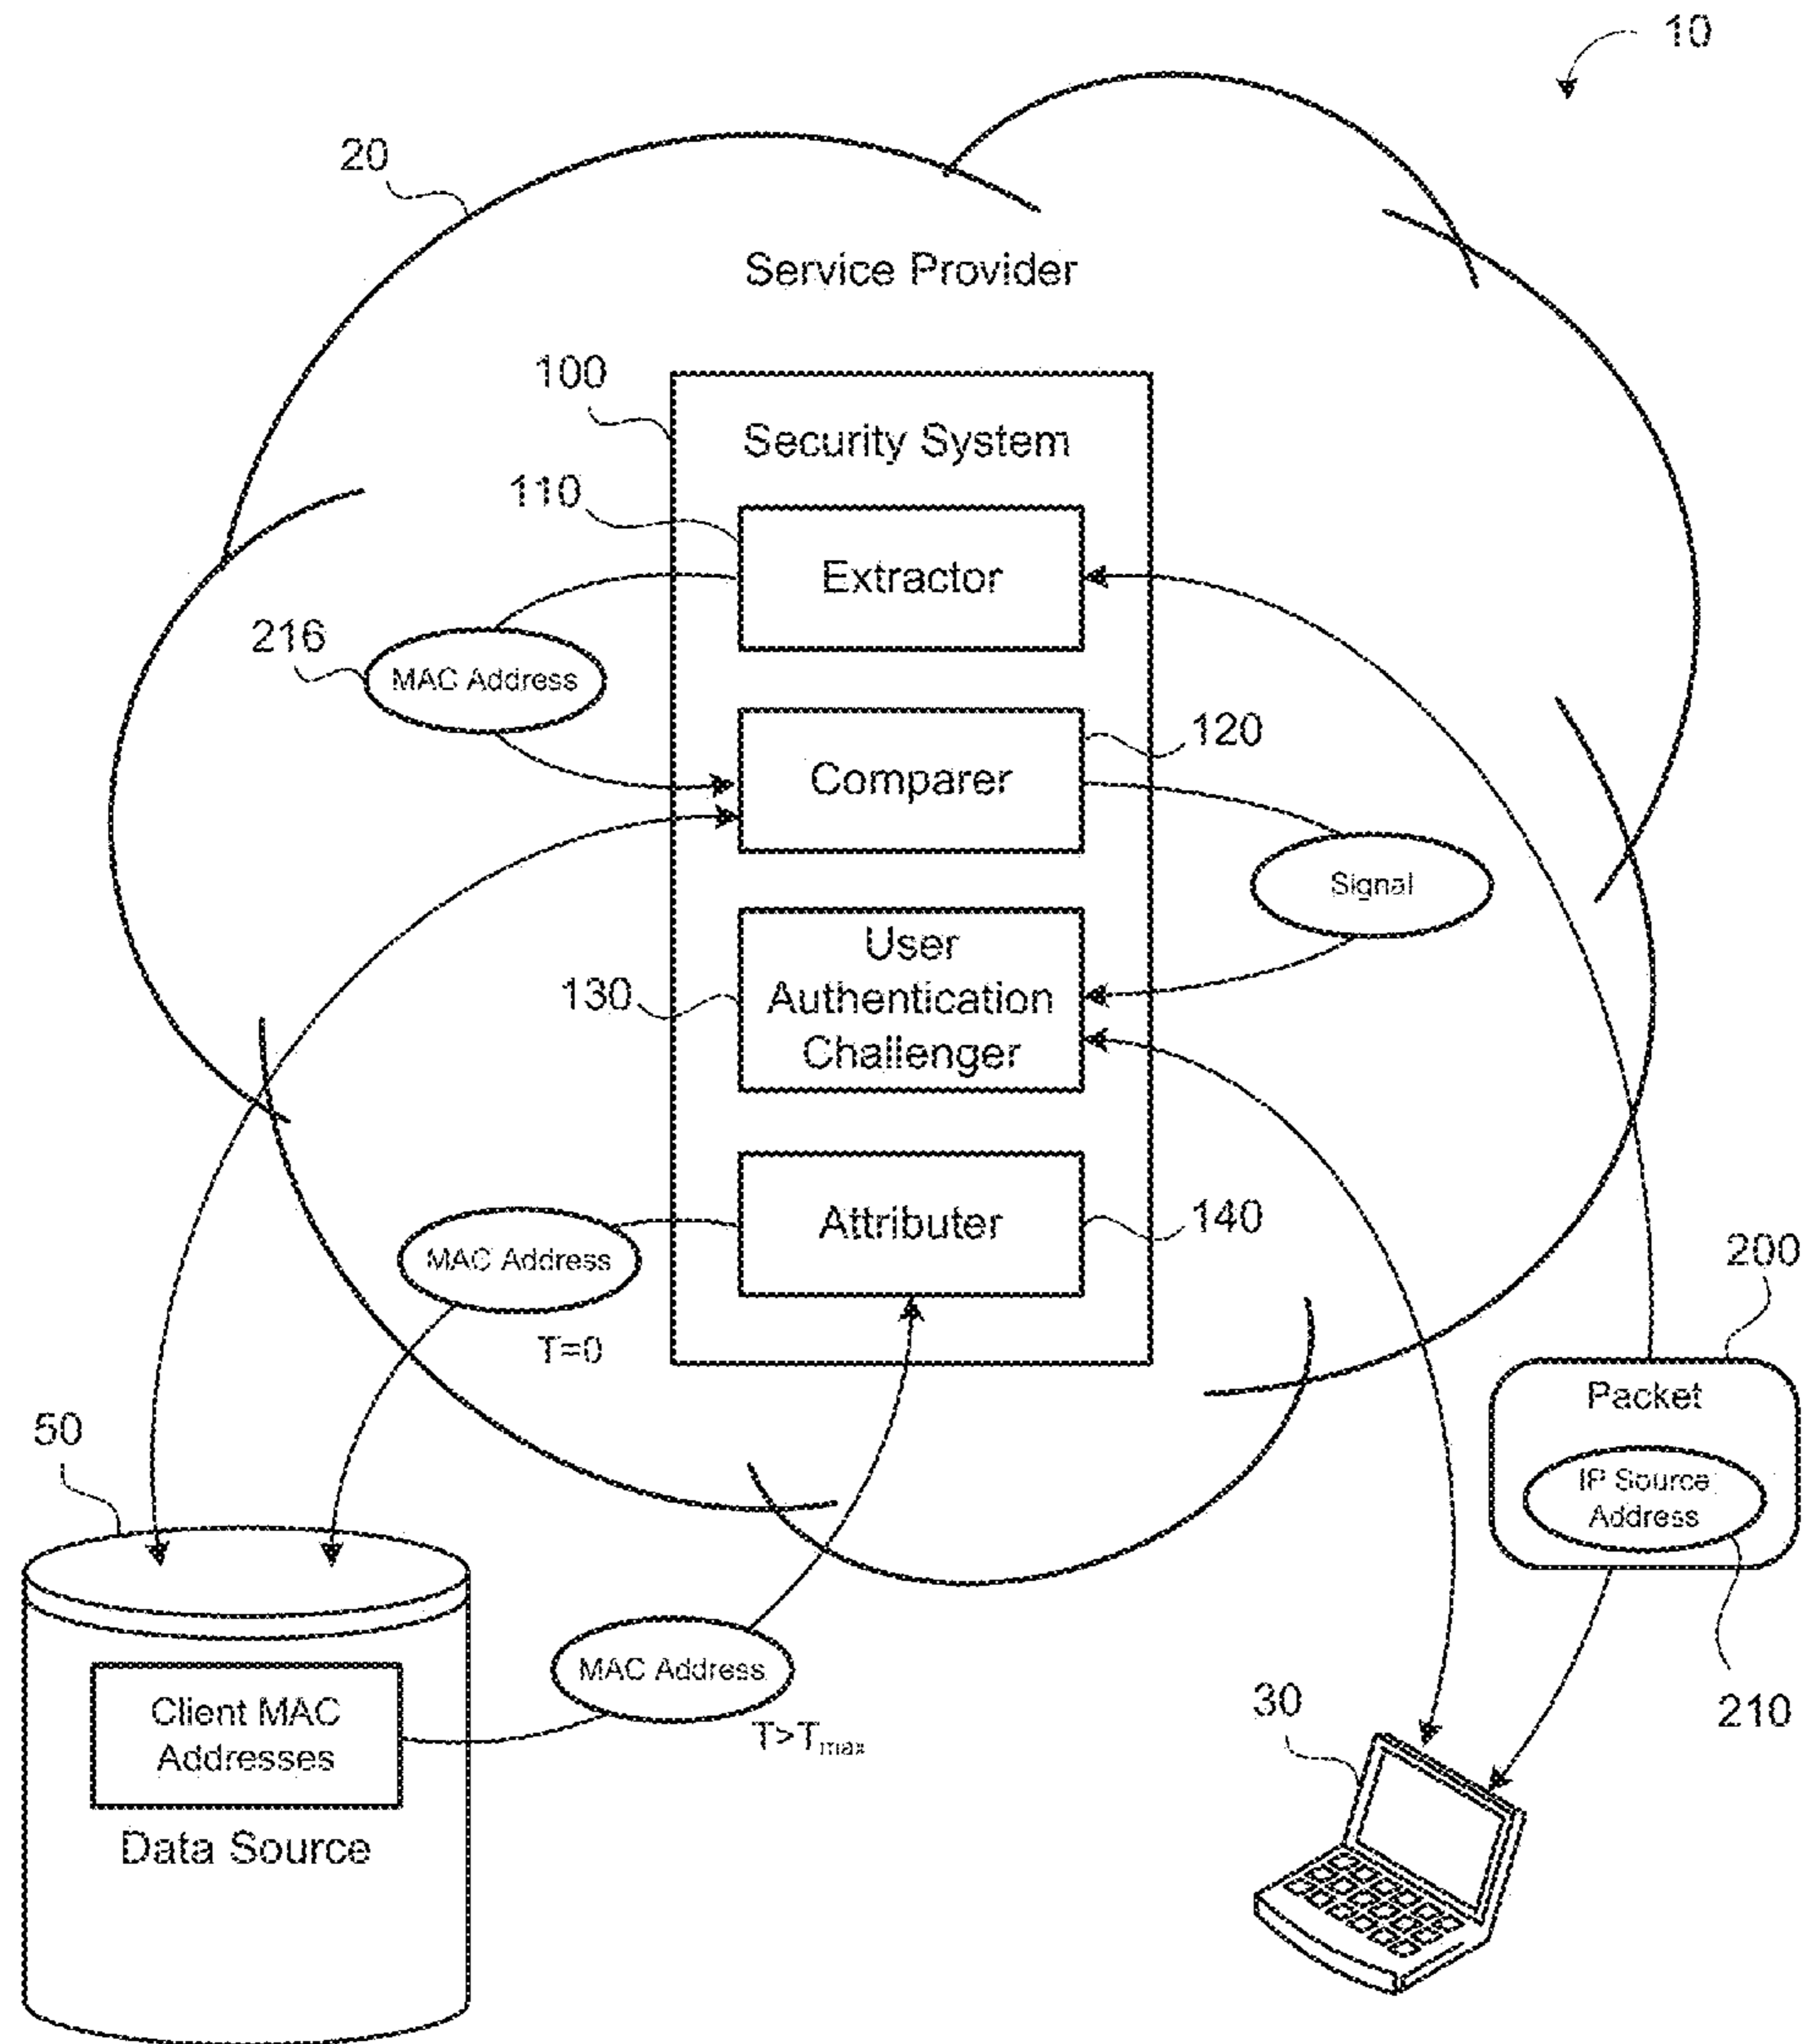 10
20
Service Provider
100
Security System
110
Extractor
216
MAC Address
120
Comparer
Signal
User
Authentication
Challenger
130
Attributer
140
MAC Address
T=0
200
Packet
IP Source
Address
210
50
MAC Address
T>Tmax
Client MAC
Addresses
Data Source
30